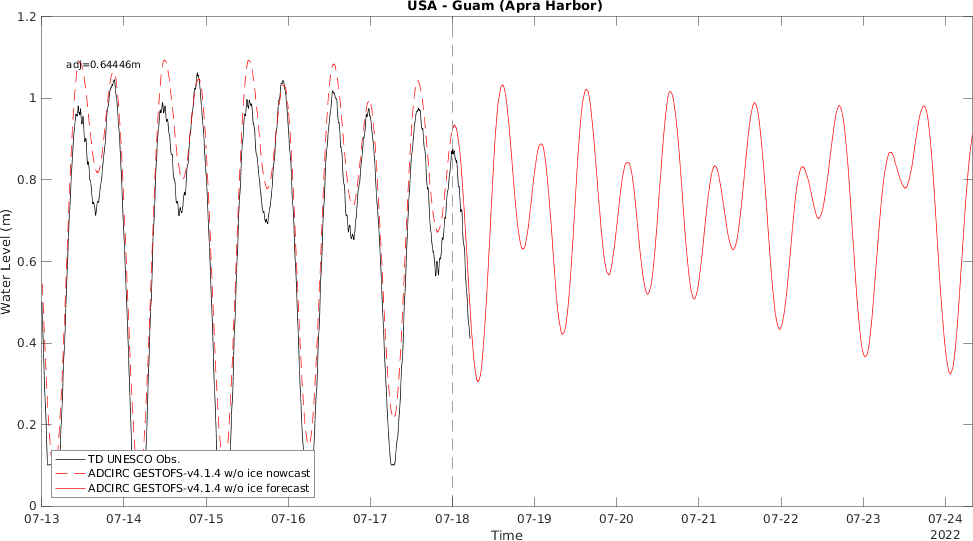 USA - Guam (Apra Harbor)
1.2
1
0.8
0.6
0.4
0.2
0
Water Level (m)
adj=0.64446m
TD UNESCO Obs.
ADCIRC GESTOFS-v4.1.4 w/o ice nowcast
ADCIRC GESTOFS-v4.1.4 w/o ice forecast
07-13 07-14 07-15 07-16 07-17 07-18 07-19 07-20 07-21 07-22 07-23 07-24
2022
Time